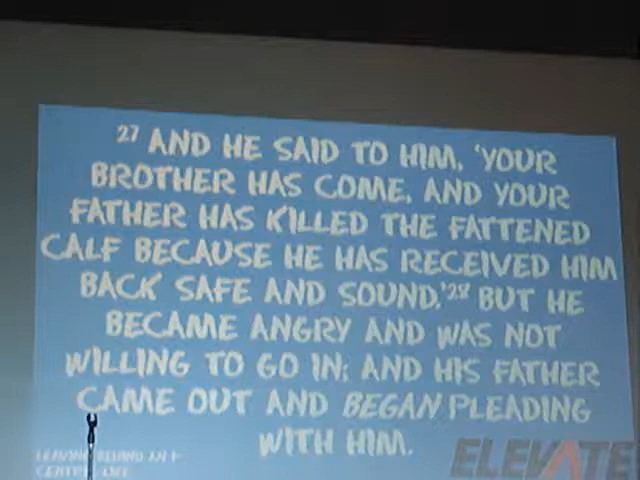 27 AND HE SAID TO HIM, 'YOUR
BROTHER HAS COME, AND YOUR
FATHER HAS KILLED THE FATTENED
CALF BECAUSE HE HAS RECEIVED HIM
BACK SAFE AND SOUND.' 28 BUT HE
BECAME ANGRY AND WAS NOT
WILLING TO GO IN; AND HIS FATHER
CAME OUT AND BEGAN PLEADING
WITH HIM.
BEHIND AN
ELEVATE